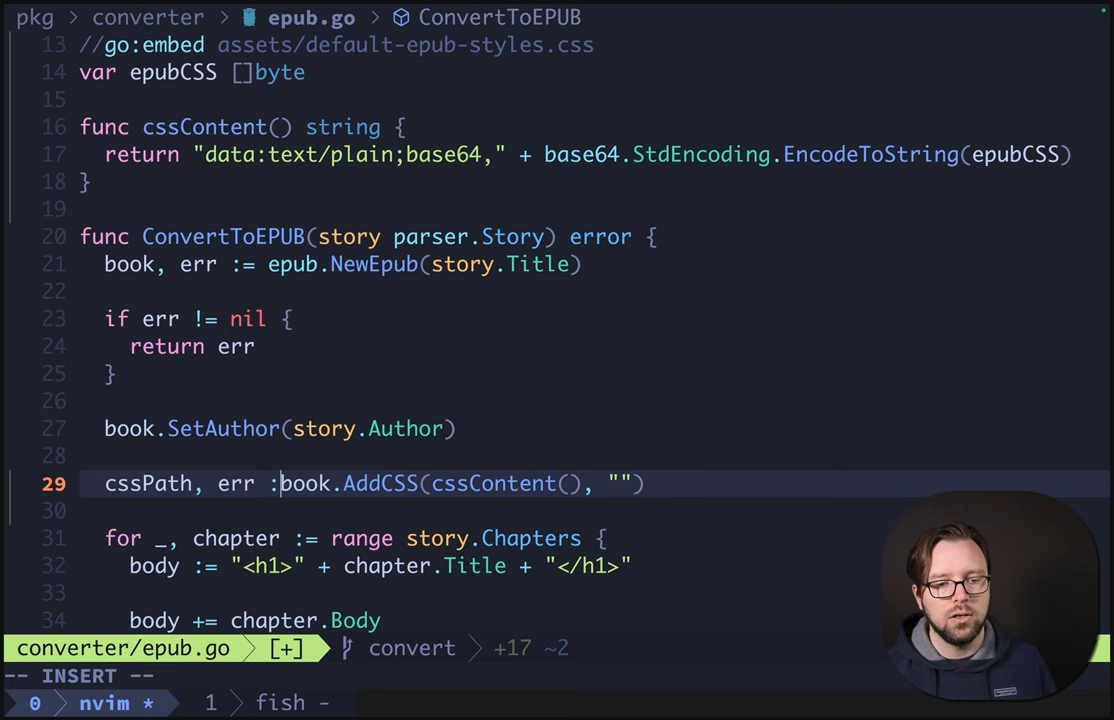 pkg > converter > epub.go > ConvertToEPUB
13 //go:embed assets/default-epub-styles.css
14 var epubCSS []byte
15
16 func cssContent() string {
17 return "data:text/plain;base64," + base64.StdEncoding.EncodeToString(epubCSS)
18 }
19
20 func ConvertToEPUB(story parser.Story) error {
21 book, err := epub.NewEpub(story.Title)
22
23 if err != nil {
24 return err
25 }
26
27 book.SetAuthor(story.Author)
28
29 cssPath, err :book.AddCSS(cssContent(), "")
30
31 for _, chapter := range story.Chapters {
32 body := "<h1>" + chapter.Title + "</h1>"
33
34 body += chapter.Body
converter/epub.go > [+] convert > +17 ~2
-- INSERT --
0 > nvim * 1 > fish -